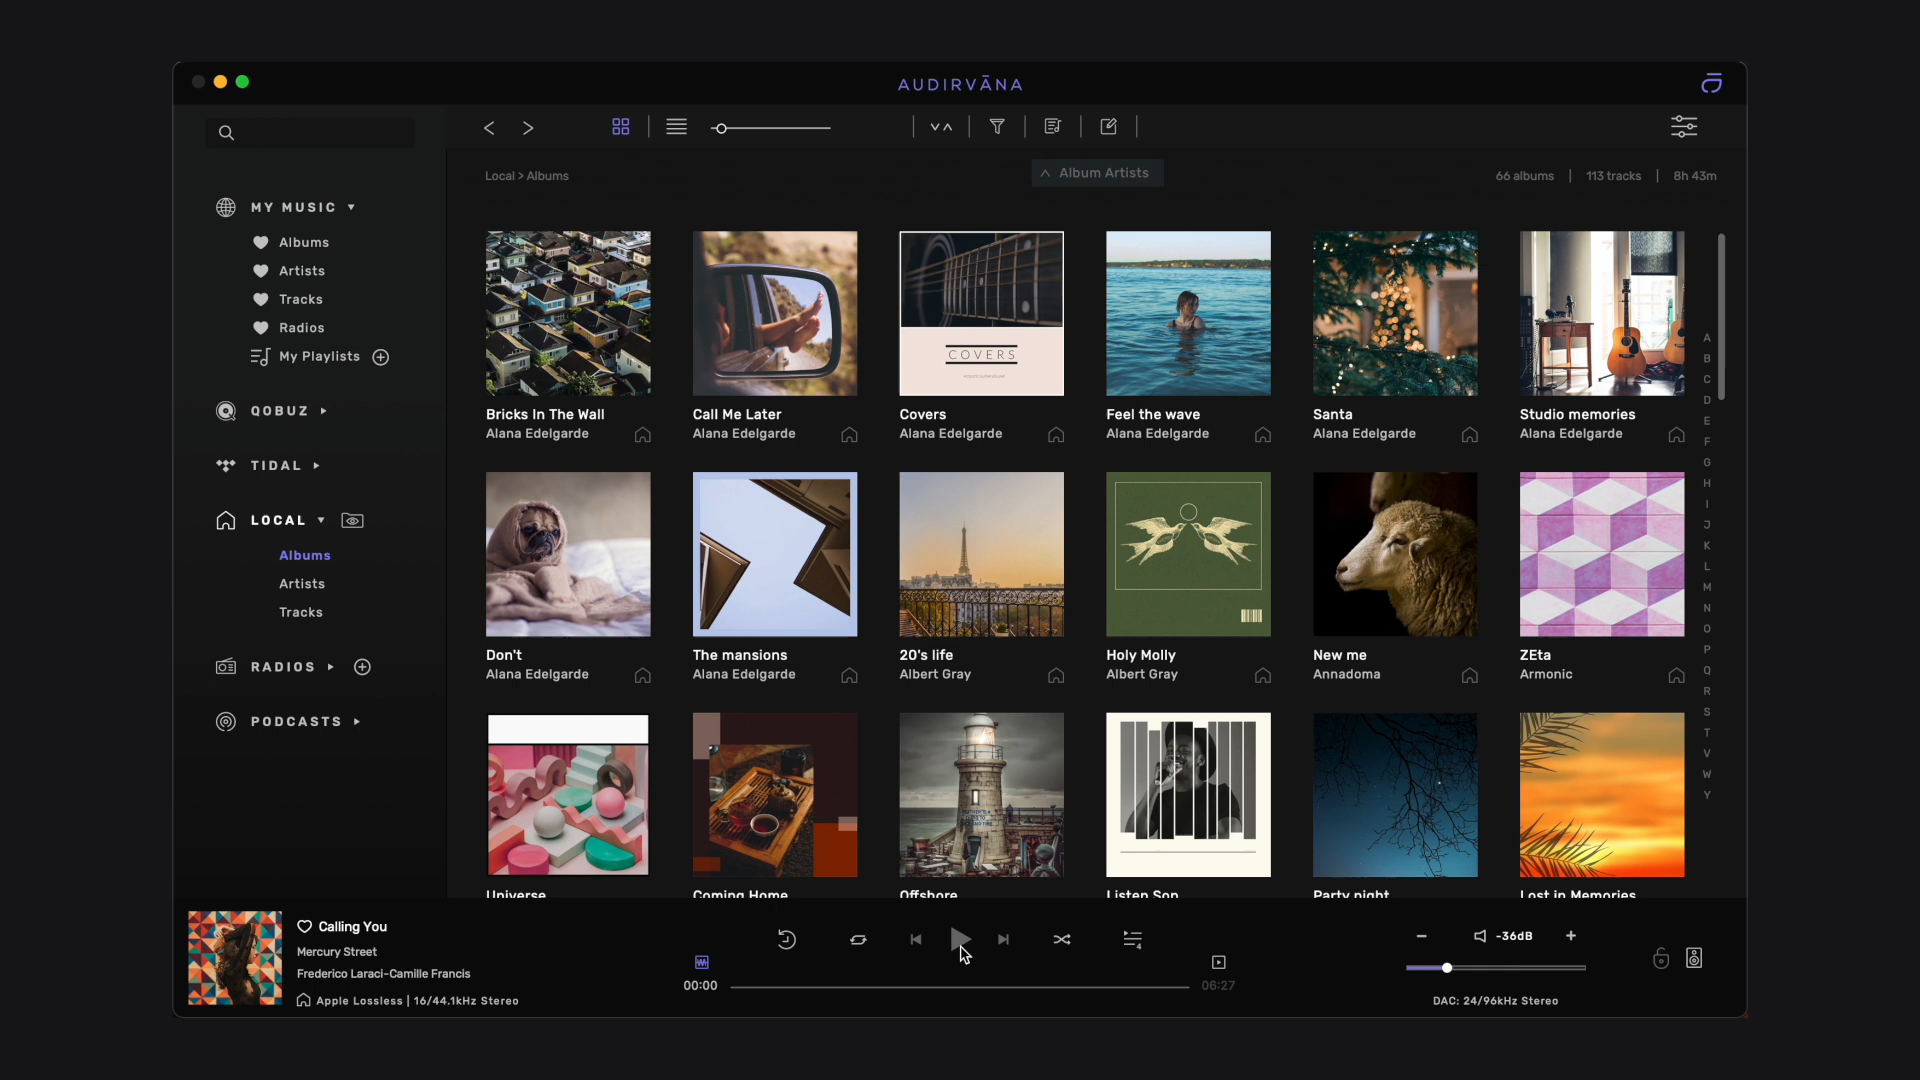 AUDIRVĀNA
Local > Albums
Album Artists
66 albums | 113 tracks | 8h 43m
MY MUSIC
Albums
Artists
Tracks
Radios
My Playlists
QOBUZ
TIDAL
LOCAL
Albums
Artists
Tracks
RADIOS
PODCASTS
COVERS
Bricks In The Wall
Alana Edelgarde
Call Me Later
Alana Edelgarde
Covers
Alana Edelgarde
Feel the wave
Alana Edelgarde
Santa
Alana Edelgarde
Studio memories
Alana Edelgarde
Don't
Alana Edelgarde
The mansions
Alana Edelgarde
20's life
Albert Gray
Holy Molly
Albert Gray
New me
Annadoma
ZEta
Armonic
Universe
Coming Home
Offshore
Listen Son
Party night
Lost in Memories
A
B
C
D
E
F
G
H
I
J
K
L
M
N
O
P
Q
R
S
T
V
W
Y
Calling You
Mercury Street
Frederico Laraci-Camille Francis
Apple Lossless | 16/44.1kHz Stereo
4
00:00
06:27
-36dB
DAC: 24/96kHz Stereo